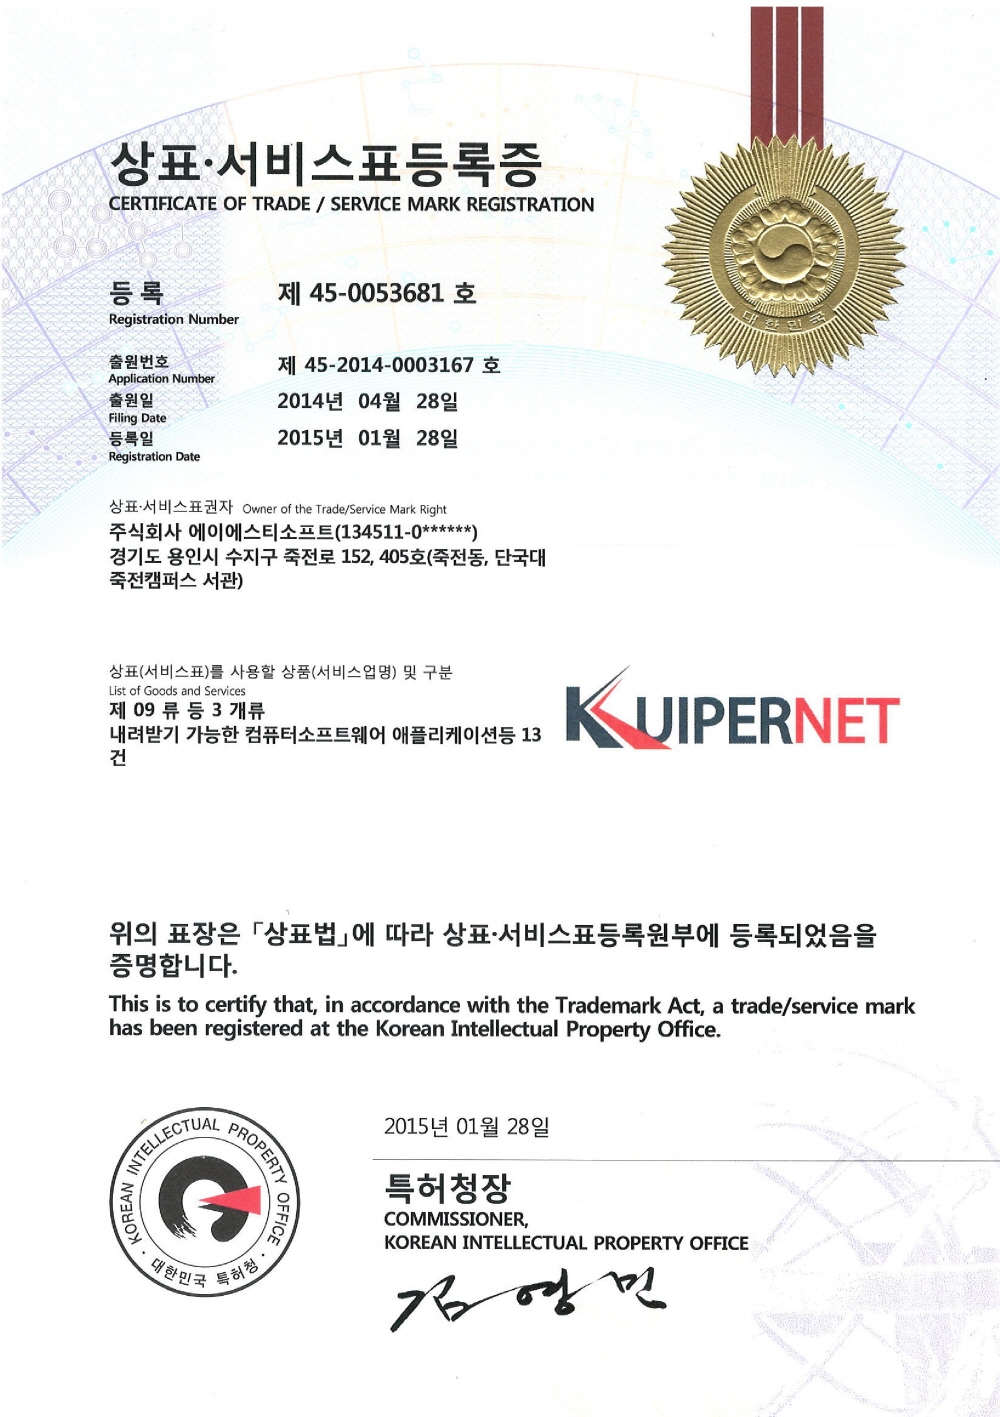 상표·서비스표등록증
CERTIFICATE OF TRADE / SERVICE MARK REGISTRATION
대한민국
등록 제 45-0053681 호
Registration Number
출원번호 제 45-2014-0003167 호
Application Number
출원일 2014년 04월 28일
Filing Date
등록일 2015년 01월 28일
Registration Date
상표·서비스표권자 Owner of the Trade/Service Mark Right
주식회사 에이에스티소프트(134511-0******)
경기도 용인시 수지구 죽전로 152, 405호(죽전동, 단국대
죽전캠퍼스 서관)
상표(서비스표)를 사용할 상품(서비스업명) 및 구분
List of Goods and Services
제 09 류 등 3 개류
내려받기 가능한 컴퓨터소프트웨어 애플리케이션등 13
건
KUIPERNET
위의 표장은 「상표법」에 따라 상표·서비스표등록원부에 등록되었음을
증명합니다.
This is to certify that, in accordance with the Trademark Act, a trade/service mark
has been registered at the Korean Intellectual Property Office.
2015년 01월 28일
특허청장
COMMISSIONER,
KOREAN INTELLECTUAL PROPERTY OFFICE
김영민
KOREAN INTELLECTUAL PROPERTY OFFICE
대한민국 특허청